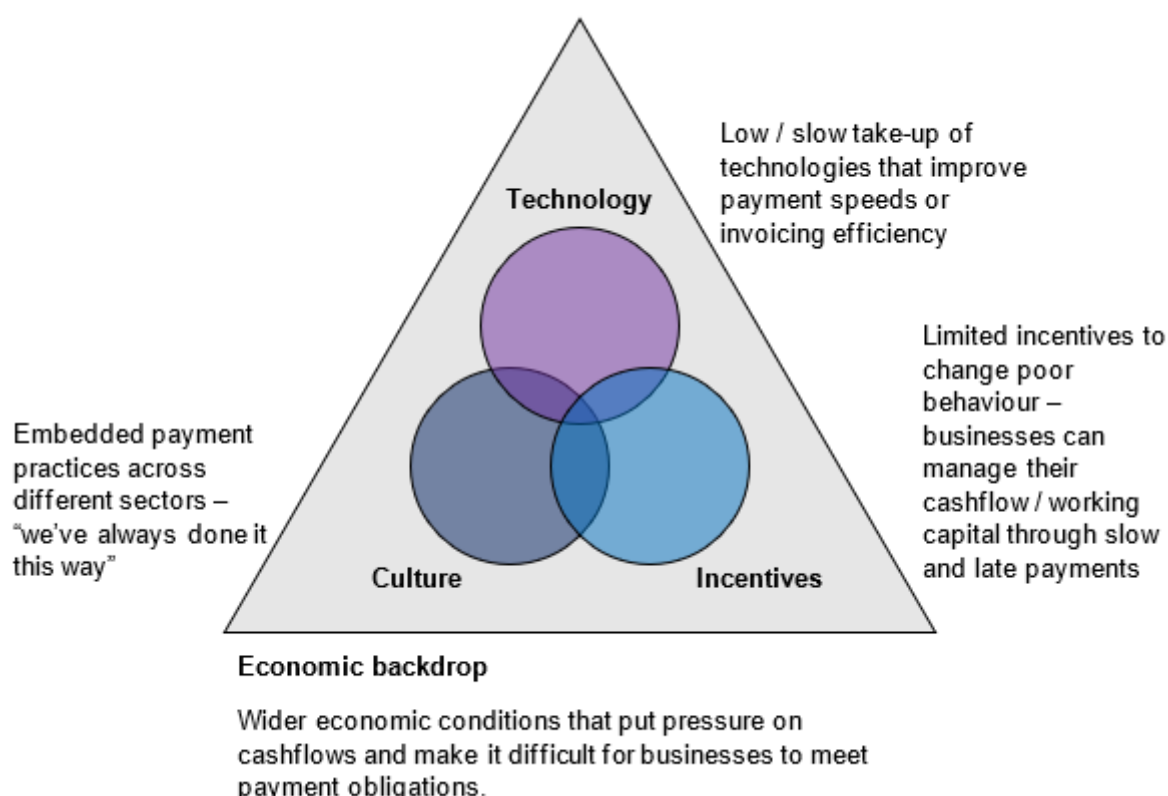 Low / slow take-up of
technologies that improve
payment speeds or
invoicing efficiency
Technology
Limited incentives to
change poor
behaviour –
businesses can
manage their
cashflow / working
capital through slow
and late payments
Embedded payment
practices across
different sectors –
“we’ve always done it
this way”
Culture
Incentives
Economic backdrop
Wider economic conditions that put pressure on
cashflows and make it difficult for businesses to meet
payment obligations.